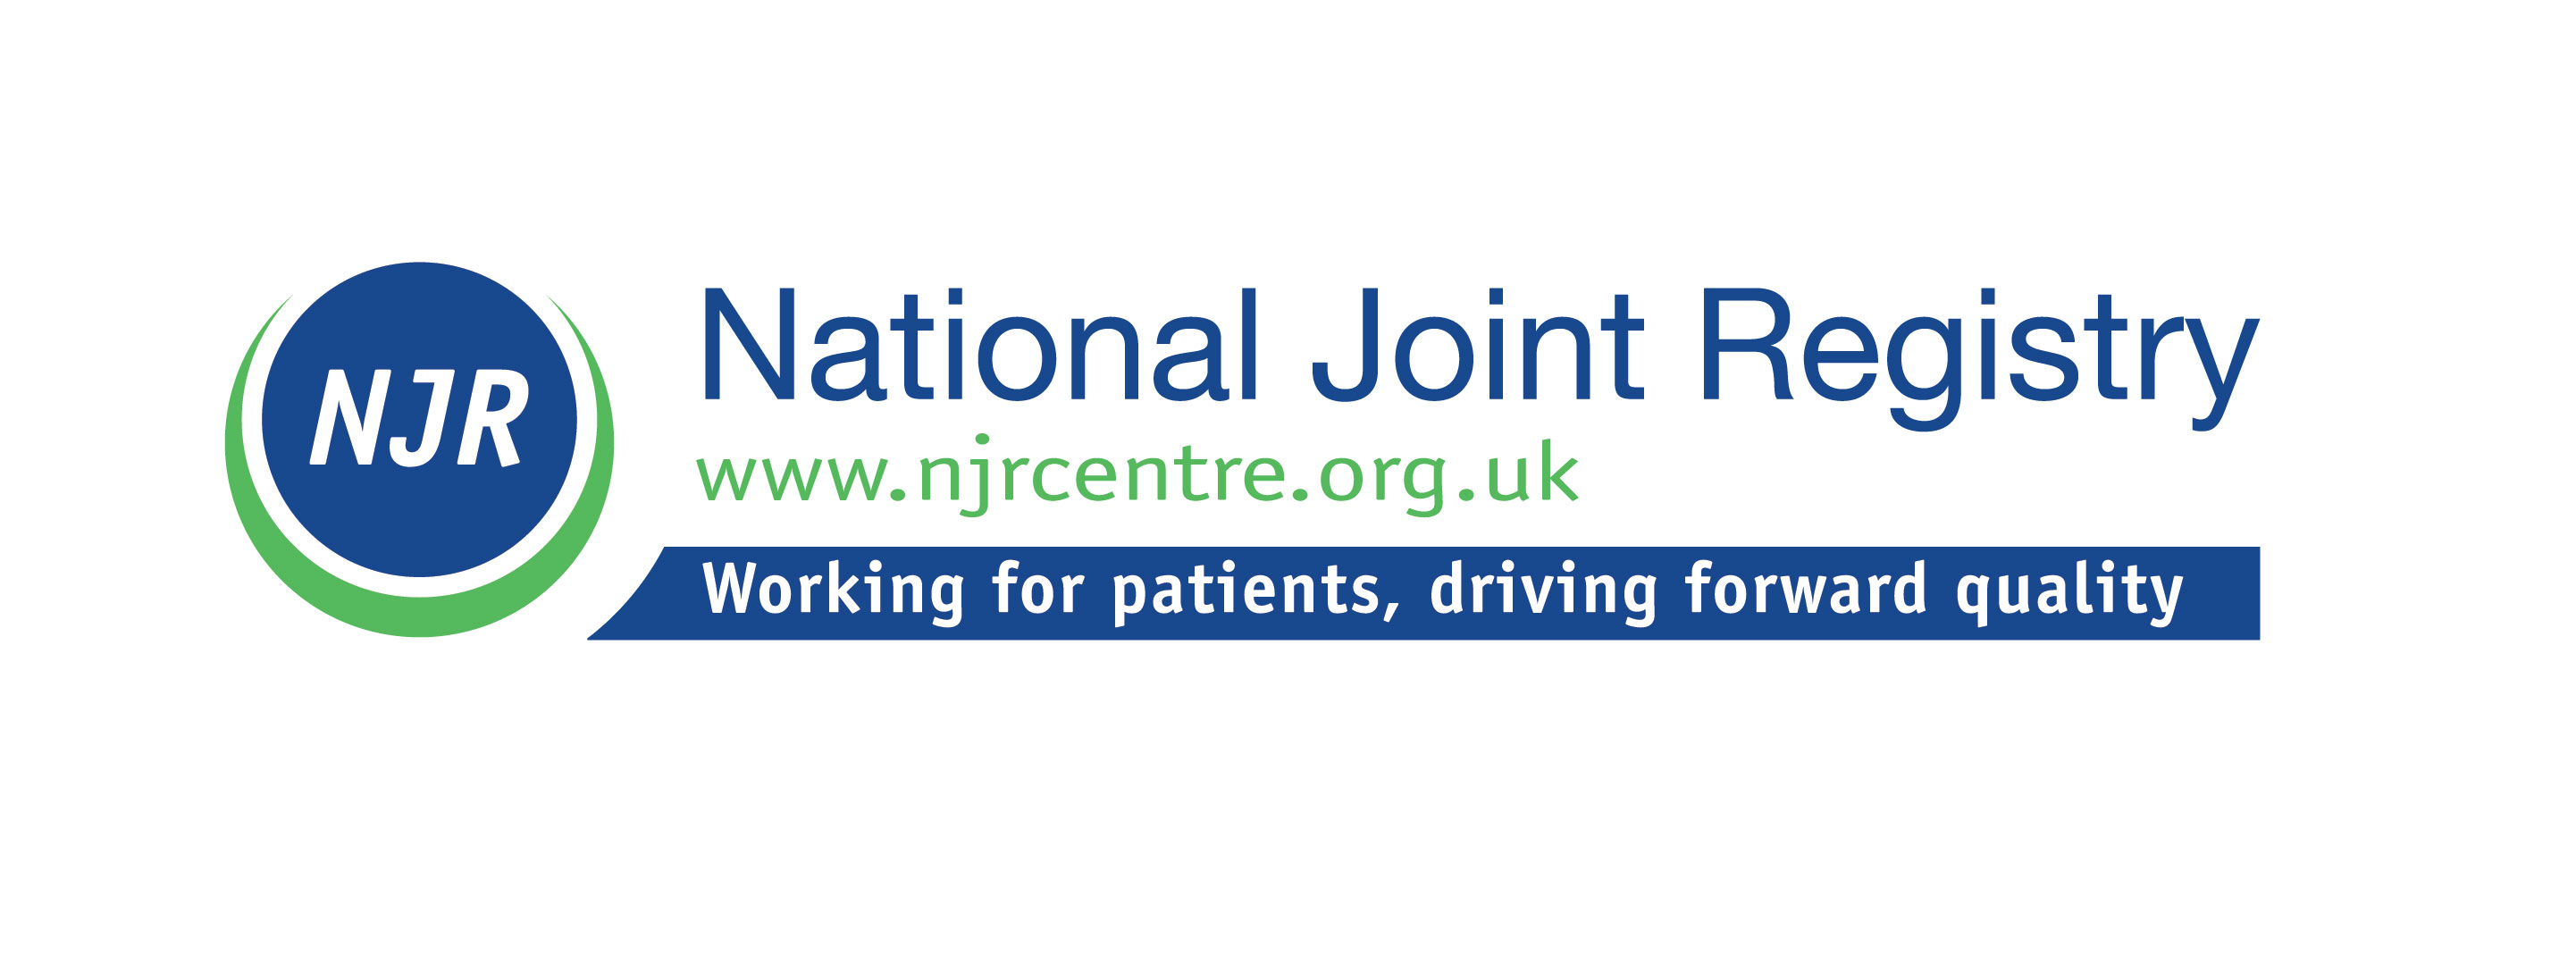 NJR
National Joint Registry
www.njrcentre.org.uk
Working for patients, driving forward quality